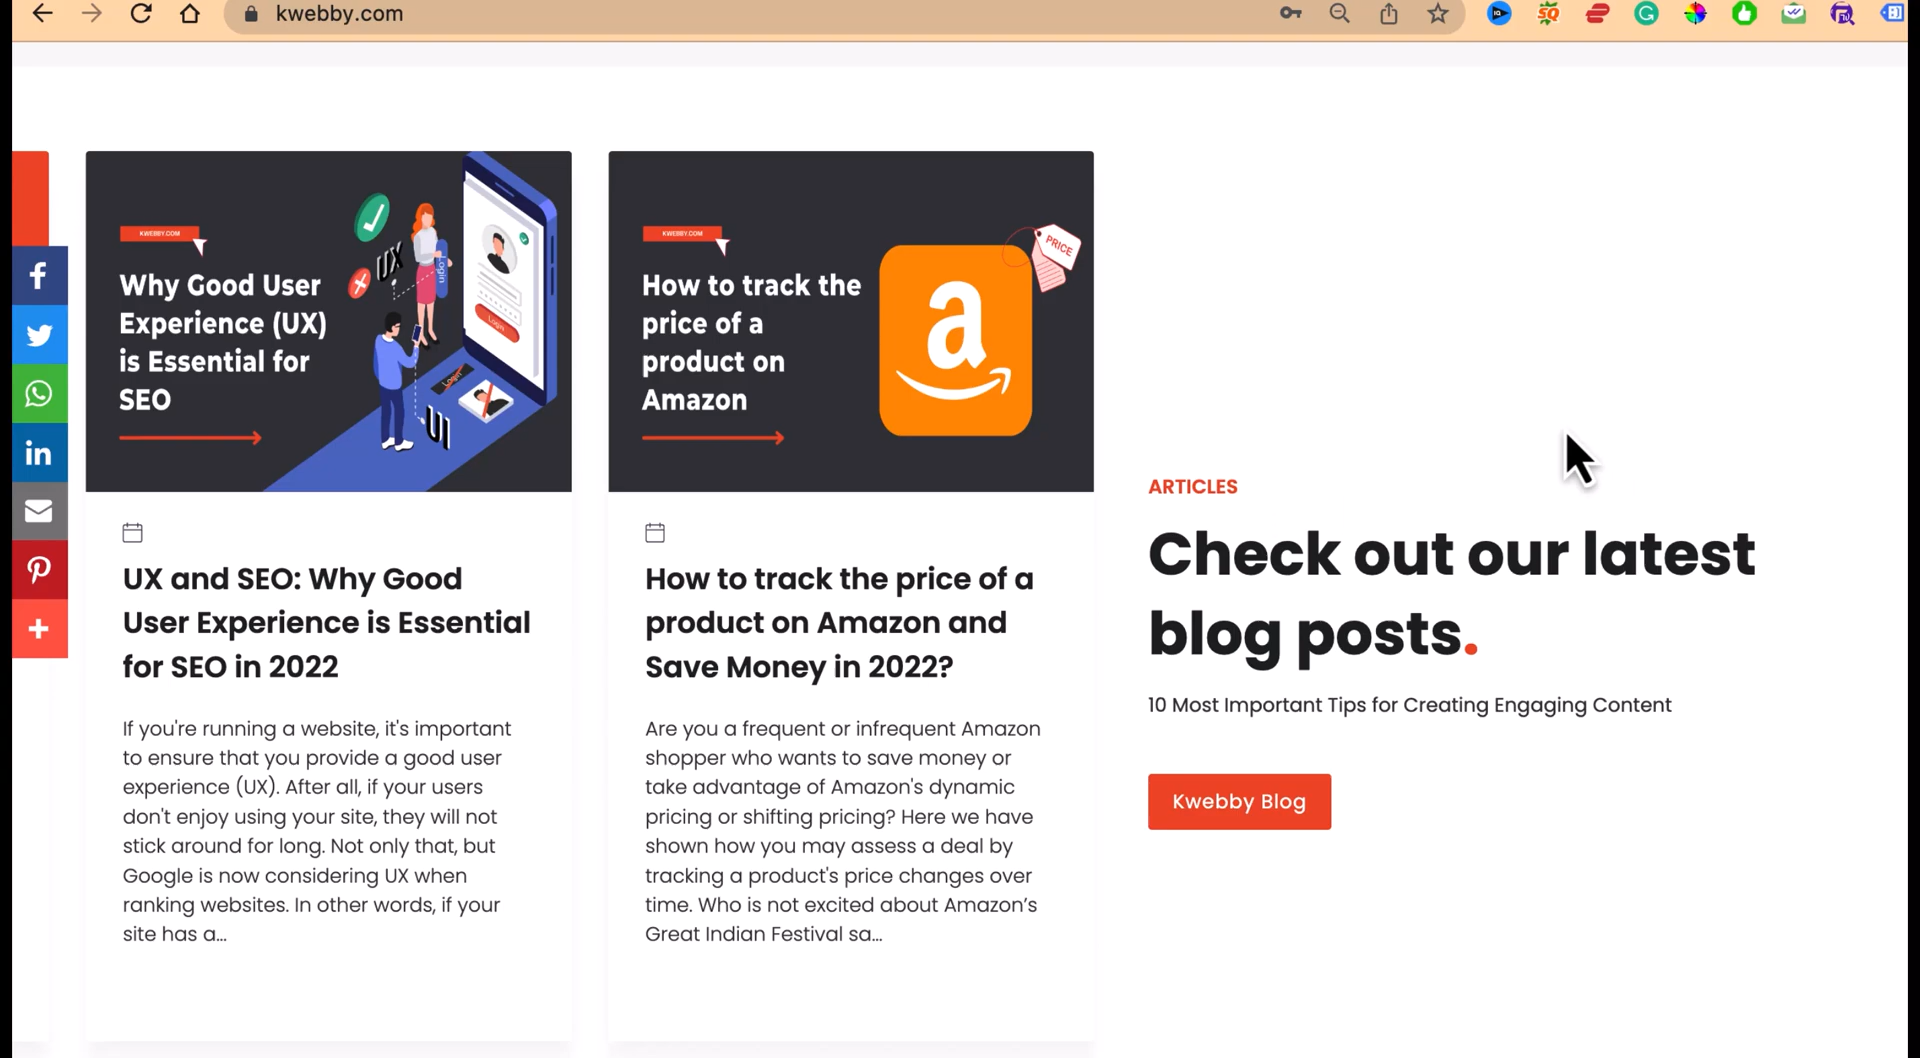 kwebby.com
KWEBBY.COM
Why Good User
Experience (UX)
is Essential for
SEO
UX
Login
Login
Login
UI
UX and SEO: Why Good
User Experience is Essential
for SEO in 2022
If you're running a website, it's important
to ensure that you provide a good user
experience (UX). After all, if your users
don't enjoy using your site, they will not
stick around for long. Not only that, but
Google is now considering UX when
ranking websites. In other words, if your
site has a...
KWEBBY.COM
How to track the
price of a
product on
Amazon
a
PRICE
How to track the price of a
product on Amazon and
Save Money in 2022?
Are you a frequent or infrequent Amazon
shopper who wants to save money or
take advantage of Amazon's dynamic
pricing or shifting pricing? Here we have
shown how you may assess a deal by
tracking a product's price changes over
time. Who is not excited about Amazon’s
Great Indian Festival sa...
ARTICLES
Check out our latest
blog posts.
10 Most Important Tips for Creating Engaging Content
Kwebby Blog